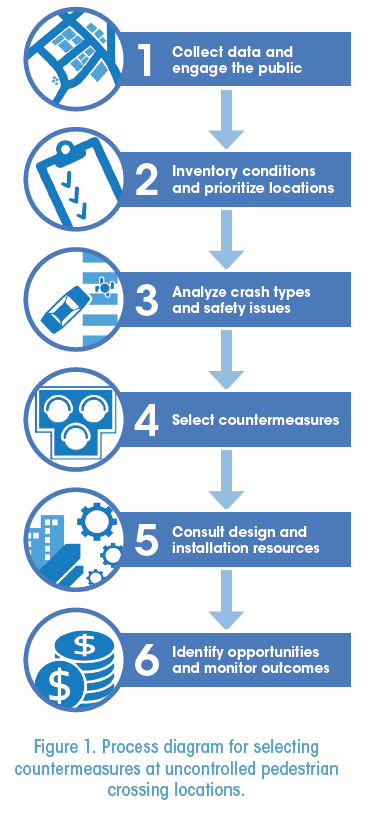 1 Collect data and
engage the public
2 Inventory conditions
and prioritize locations
3 Analyze crash types
and safety issues
4 Select countermeasures
5 Consult design and
installation resources
$
$
6 Identify opportunities
and monitor outcomes
Figure 1. Process diagram for selecting
countermeasures at uncontrolled pedestrian
crossing locations.